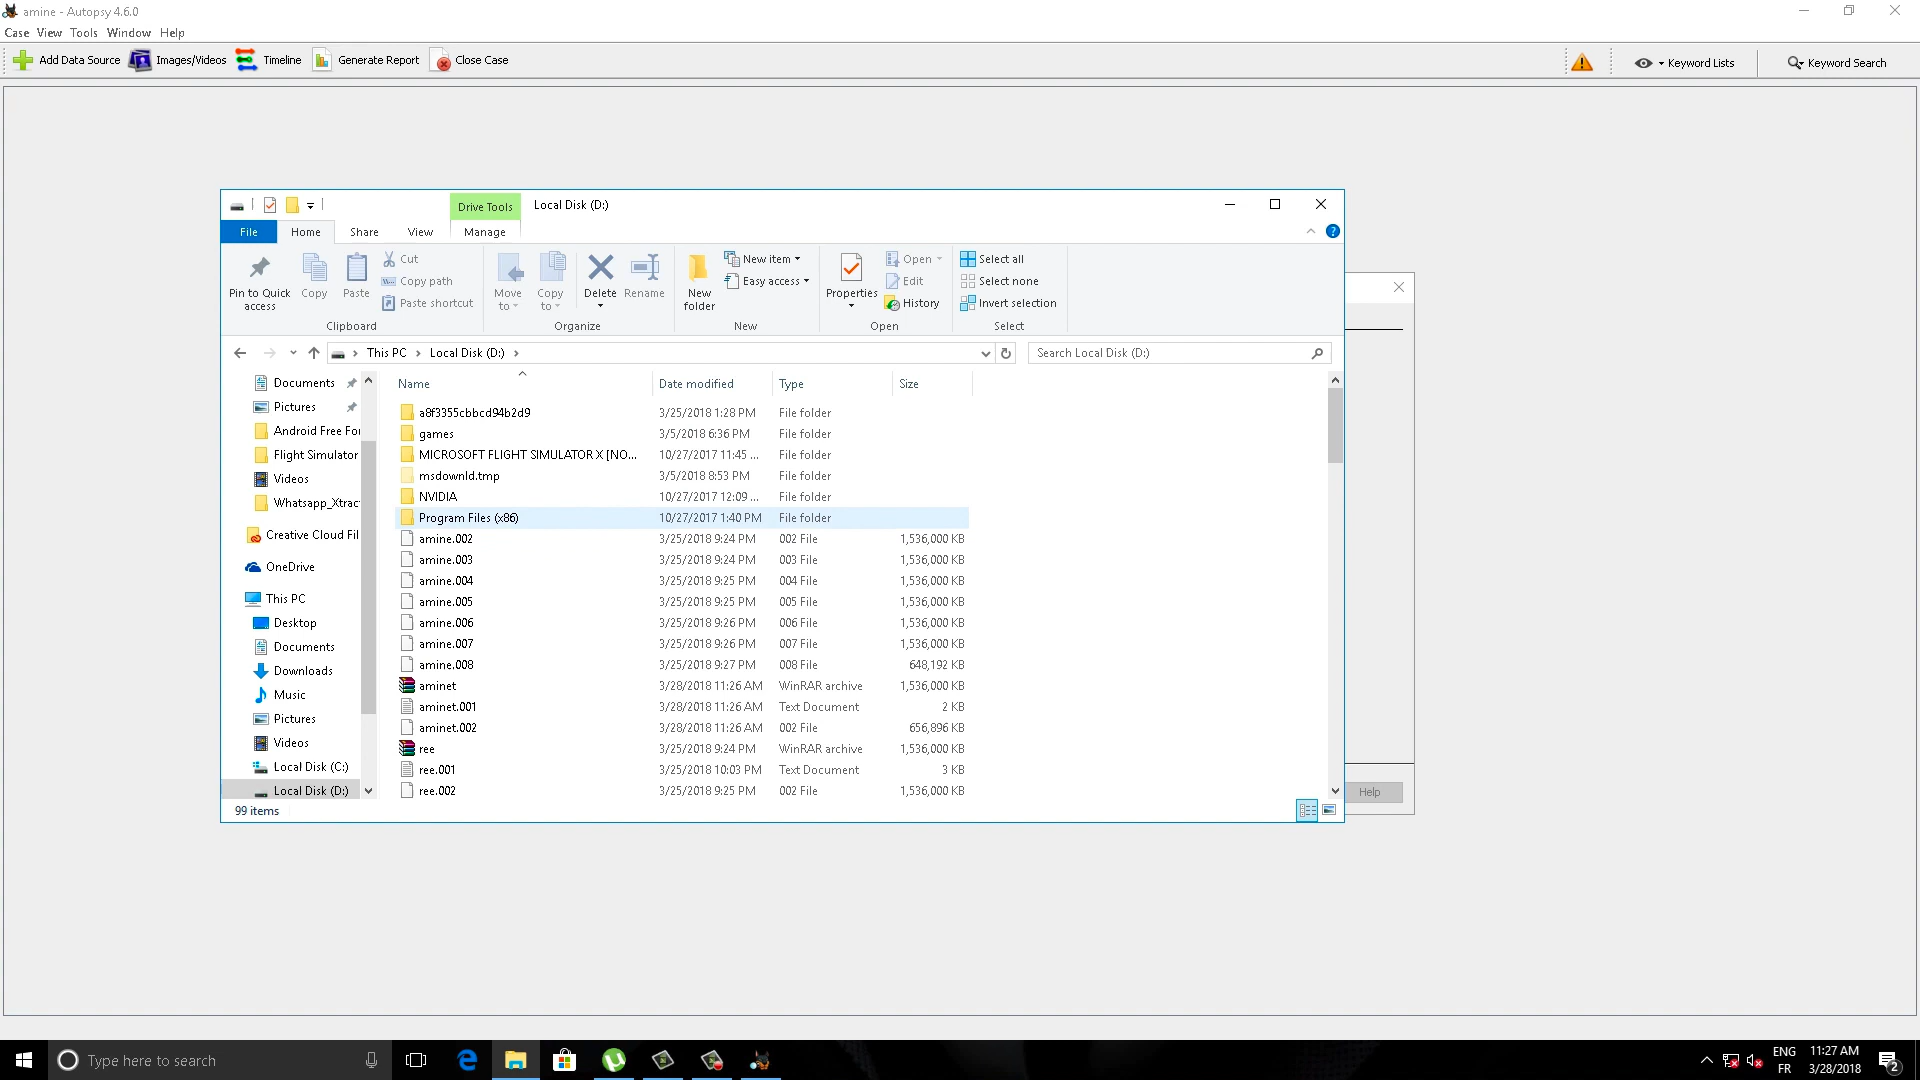 amine - Autopsy 4.6.0
Case View Tools Window Help
Add Data Source Images/Videos Timeline Generate Report Close Case Keyword Lists Keyword Search
Drive Tools Local Disk (D:)
File Home Share View Manage
Pin to Quick access
Copy
Paste
Cut
Copy path
Paste shortcut
Clipboard
Move to
Copy to
Delete
Rename
Organize
New folder
New item
Easy access
New
Properties
Open
Edit
History
Open
Select all
Select none
Invert selection
Select
This PC Local Disk (D:) Search Local Disk (D:)
Documents
Pictures
Android Free For
Flight Simulator
Videos
Whatsapp_Xtrac
Creative Cloud Fil
OneDrive
This PC
Desktop
Documents
Downloads
Music
Pictures
Videos
Local Disk (C:)
Local Disk (D:)
Name Date modified Type Size
a8f3355cbbcd94b2d9 3/25/2018 1:28 PM File folder
games 3/5/2018 6:36 PM File folder
MICROSOFT FLIGHT SIMULATOR X [NO... 10/27/2017 11:45 ... File folder
msdownld.tmp 3/5/2018 8:53 PM File folder
NVIDIA 10/27/2017 12:09 ... File folder
Program Files (x86) 10/27/2017 1:40 PM File folder
amine.002 3/25/2018 9:24 PM 002 File 1,536,000 KB
amine.003 3/25/2018 9:24 PM 003 File 1,536,000 KB
amine.004 3/25/2018 9:25 PM 004 File 1,536,000 KB
amine.005 3/25/2018 9:25 PM 005 File 1,536,000 KB
amine.006 3/25/2018 9:26 PM 006 File 1,536,000 KB
amine.007 3/25/2018 9:26 PM 007 File 1,536,000 KB
amine.008 3/25/2018 9:27 PM 008 File 648,192 KB
aminet 3/28/2018 11:26 AM WinRAR archive 1,536,000 KB
aminet.001 3/28/2018 11:26 AM Text Document 2 KB
aminet.002 3/28/2018 11:26 AM 002 File 656,896 KB
ree 3/25/2018 9:24 PM WinRAR archive 1,536,000 KB
ree.001 3/25/2018 10:03 PM Text Document 3 KB
ree.002 3/25/2018 9:25 PM 002 File 1,536,000 KB
99 items
Help
Type here to search
ENG
FR
11:27 AM
3/28/2018
2